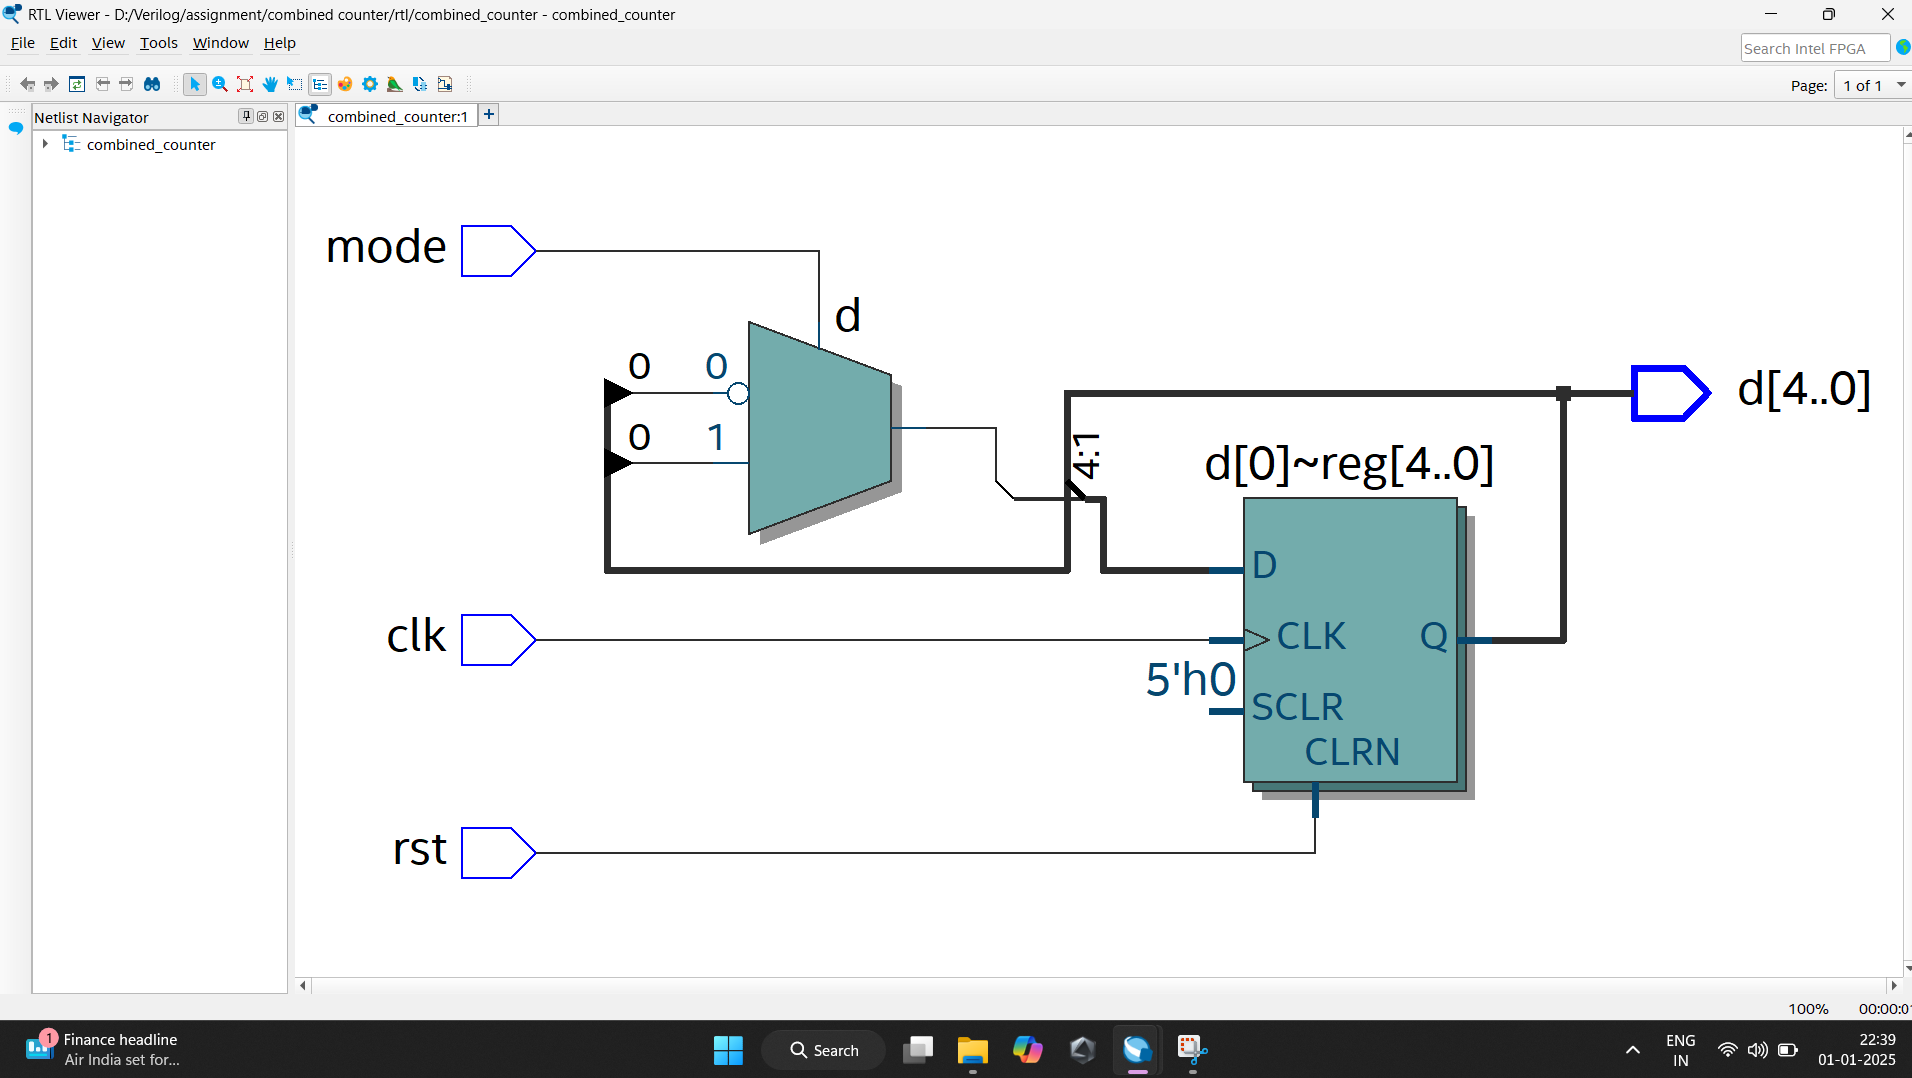 RTL Viewer - D:/Verilog/assignment/combined counter/rtl/combined_counter - combined_counter
File Edit View Tools Window Help
Search Intel FPGA
Page: 1 of 1
Netlist Navigator
combined_counter:1
combined_counter
mode
d
0 0
0 1
4:1
d[4..0]
d[0]~reg[4..0]
D
clk
CLK Q
5'h0
SCLR
CLRN
rst
100% 00:00:0
1
Finance headline
Air India set for...
Search
ENG
IN
22:39
01-01-2025